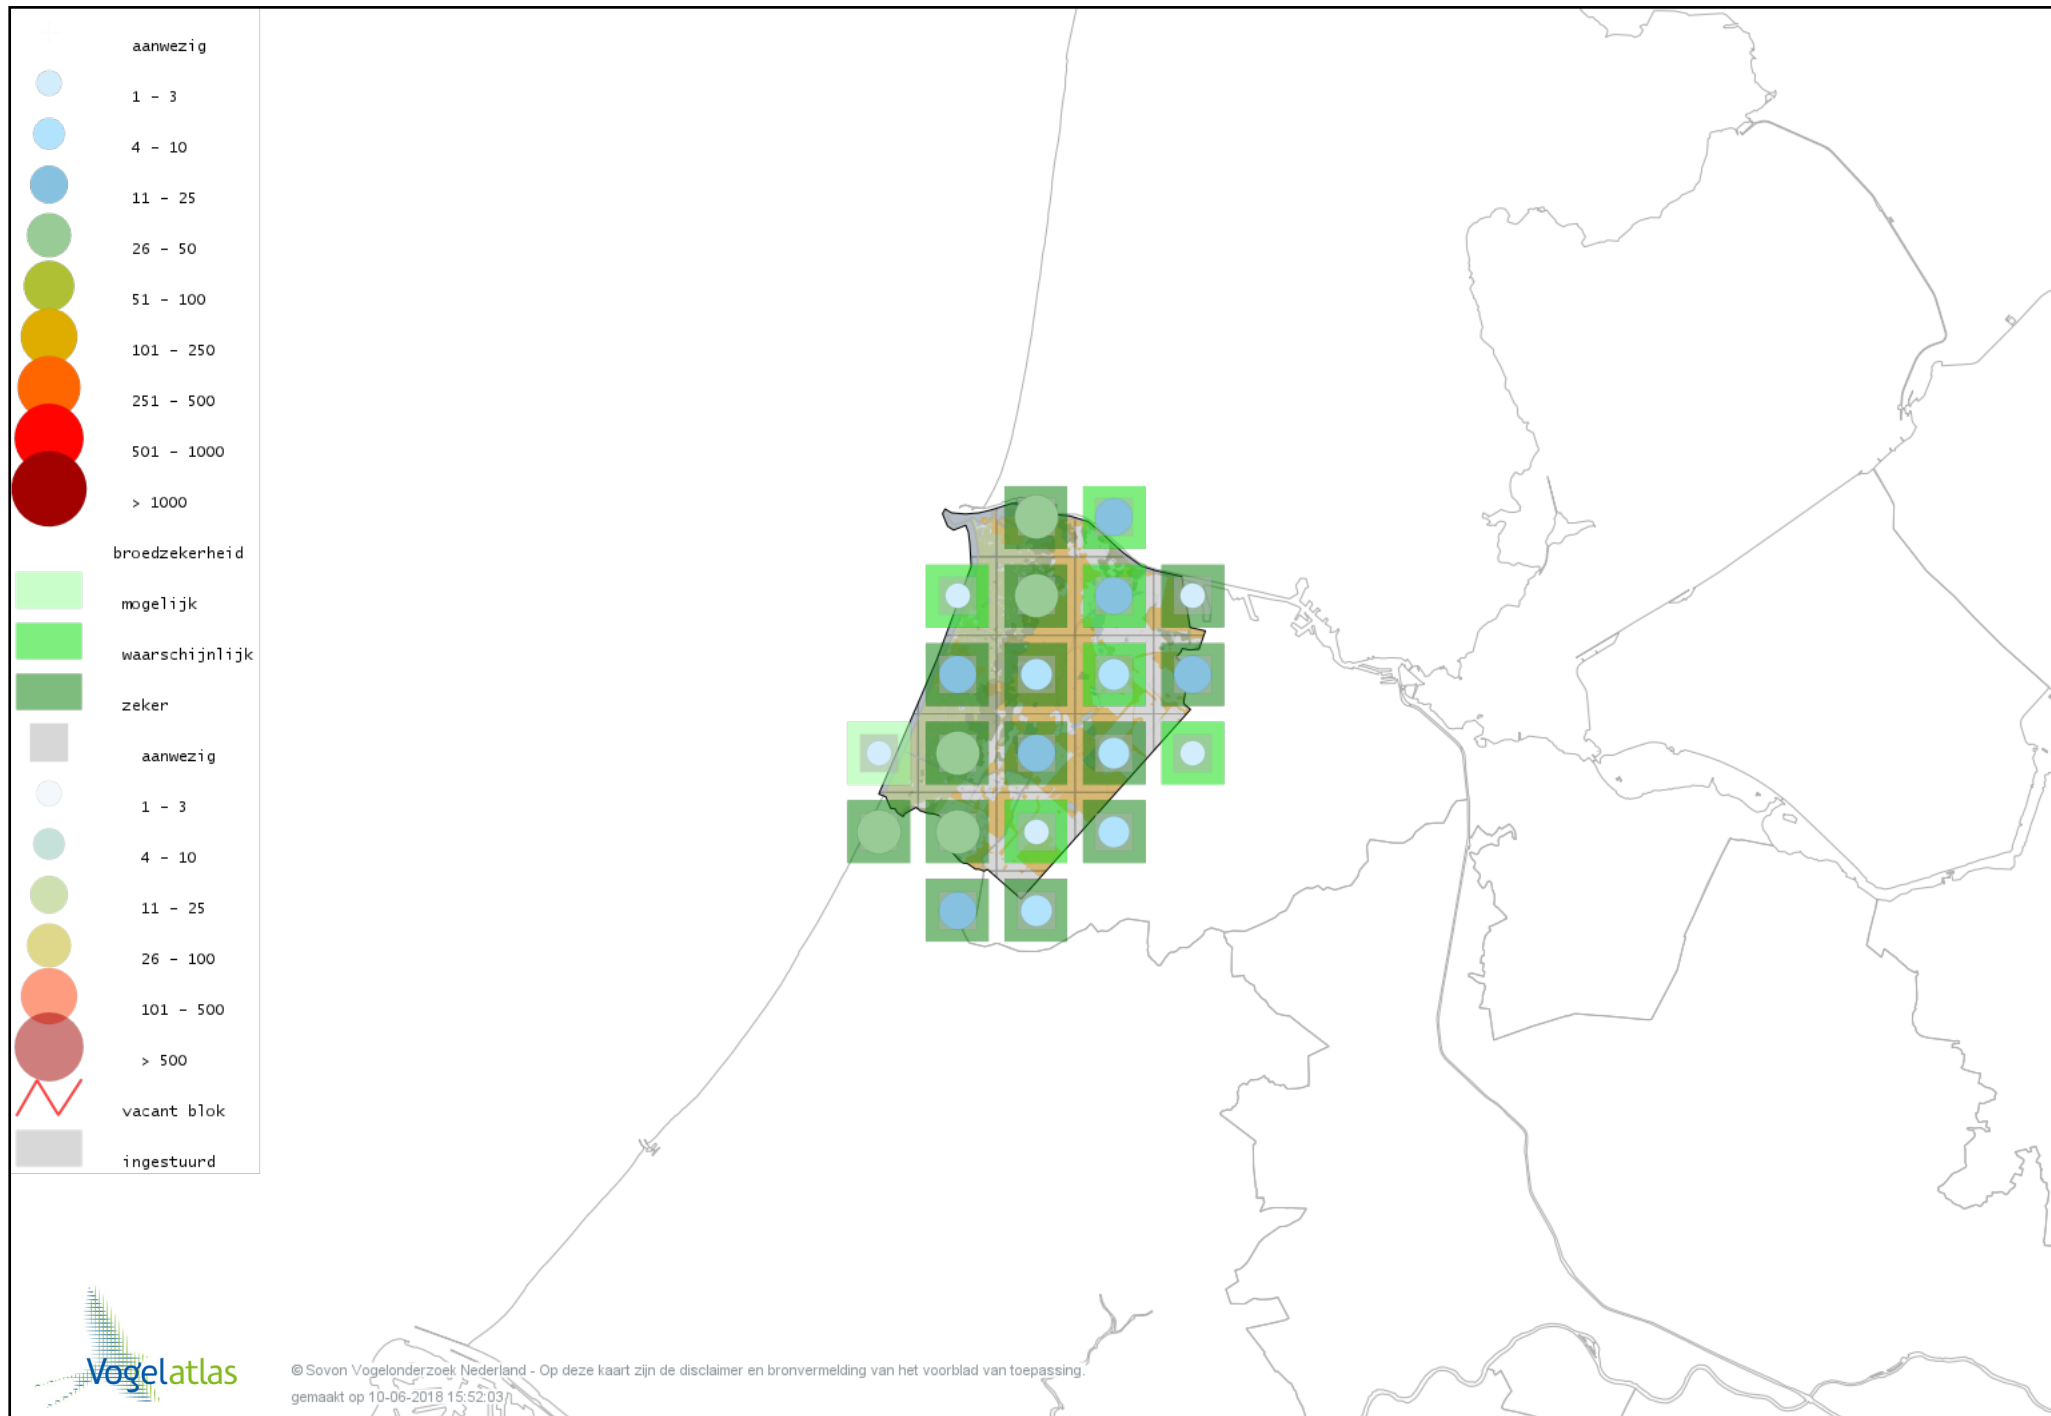 aanwezig
1 - 3
4 - 10
11 - 25
26 - 50
51 - 100
101 - 250
251 - 500
501 - 1000
> 1000
broedzekerheid
mogelijk
waarschijnlijk
zeker
aanwezig
1 - 3
4 - 10
11 - 25
26 - 100
101 - 500
> 500
vacant blok
ingestuurd
Vogelatlas
© Sovon Vogelonderzoek Nederland - Op deze kaart zijn de disclaimer en bronvermelding van het voorblad van toepassing.
gemaakt op 10-06-2018 15:52:03